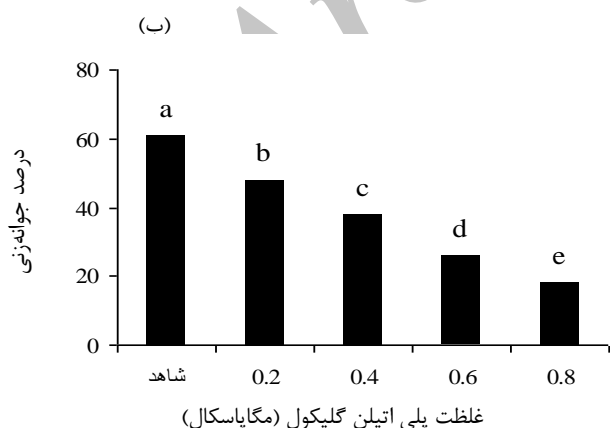 (ب)
80
60
40
20
0
درصد جوانه‌زنی
a
b
c
d
e
شاهد 0.2 0.4 0.6 0.8
غلظت پلی اتیلن گلیکول (مگاپاسکال)